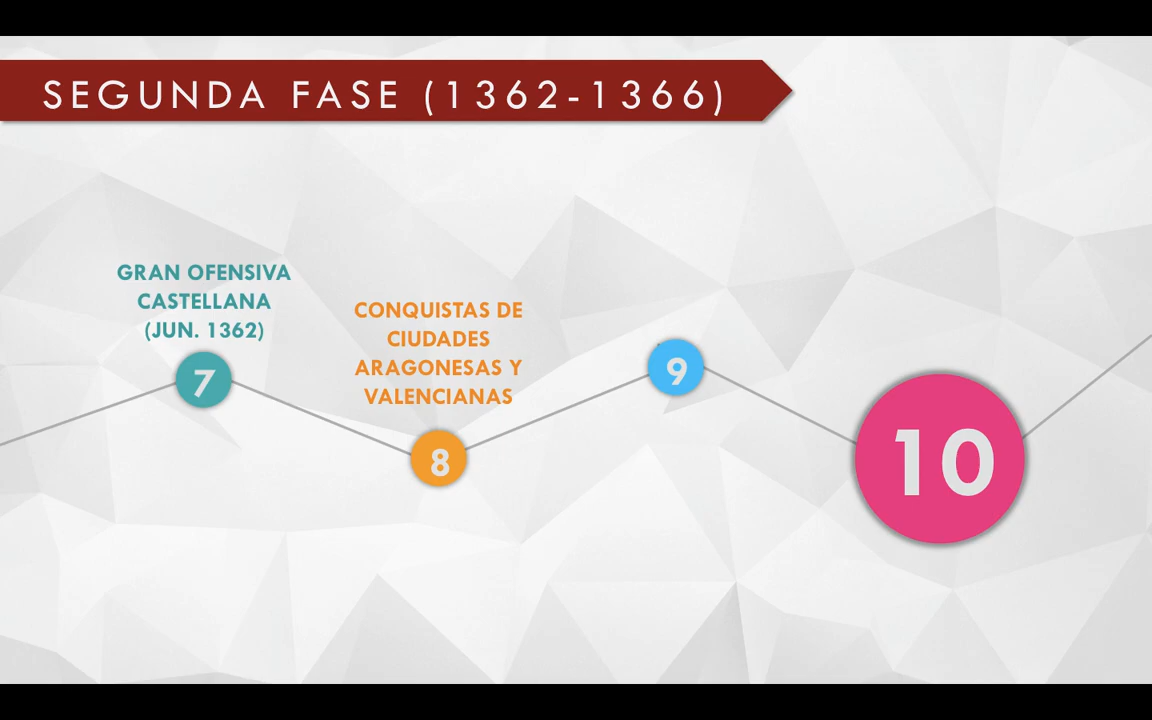 SEGUNDA FASE (1362-1366)
GRAN OFENSIVA
CASTELLANA
(JUN. 1362)
7
CONQUISTAS DE
CIUDADES
ARAGONESAS Y
VALENCIANAS
8
9
10